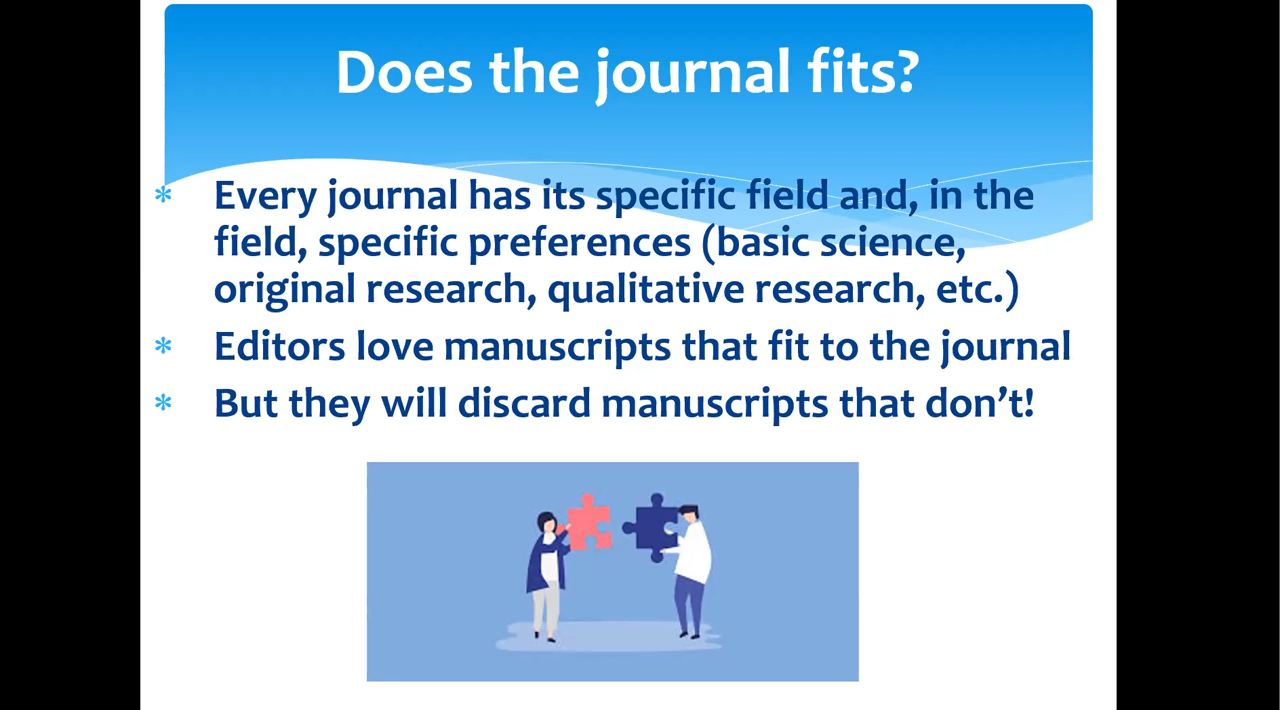 Does the journal fits?
* Every journal has its specific field and, in the
field, specific preferences (basic science,
original research, qualitative research, etc.)
* Editors love manuscripts that fit to the journal
* But they will discard manuscripts that don’t!